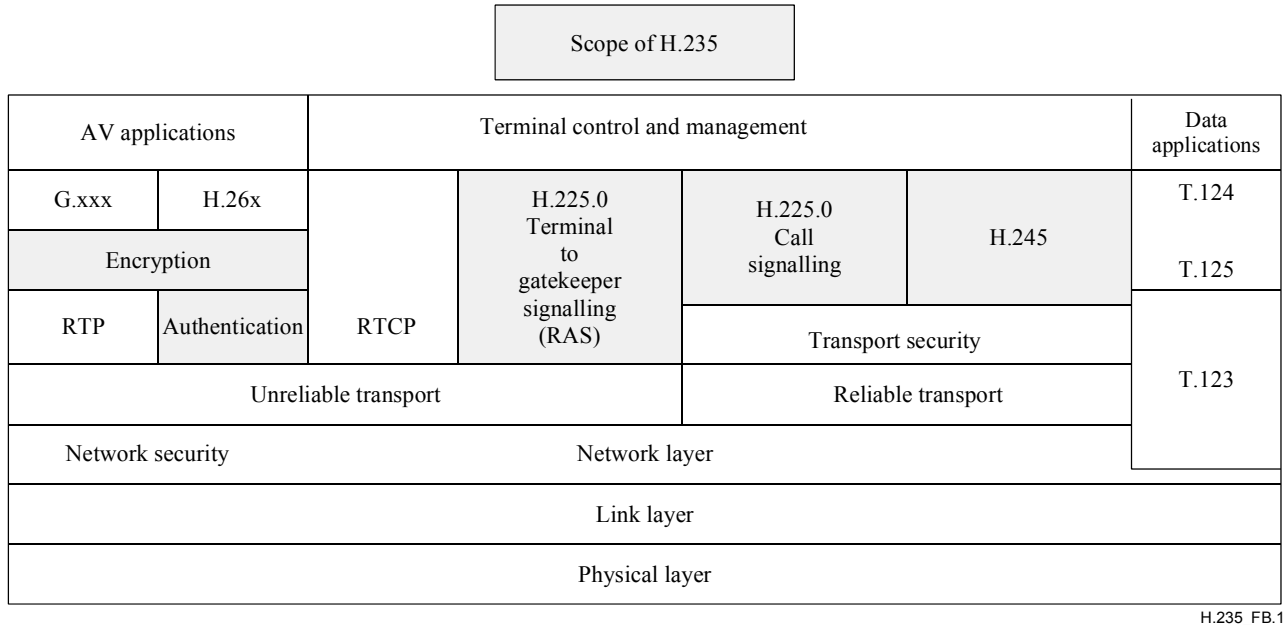 Scope of H.235
AV applications
Terminal control and management
Data
applications
G.xxx
H.26x
Encryption
RTP
Authentication
RTCP
H.225.0
Terminal
to
gatekeeper
signalling
(RAS)
H.225.0
Call
signalling
H.245
Transport security
T.124
T.125
T.123
Unreliable transport
Reliable transport
Network security
Network layer
Link layer
Physical layer
H.235_FB.1